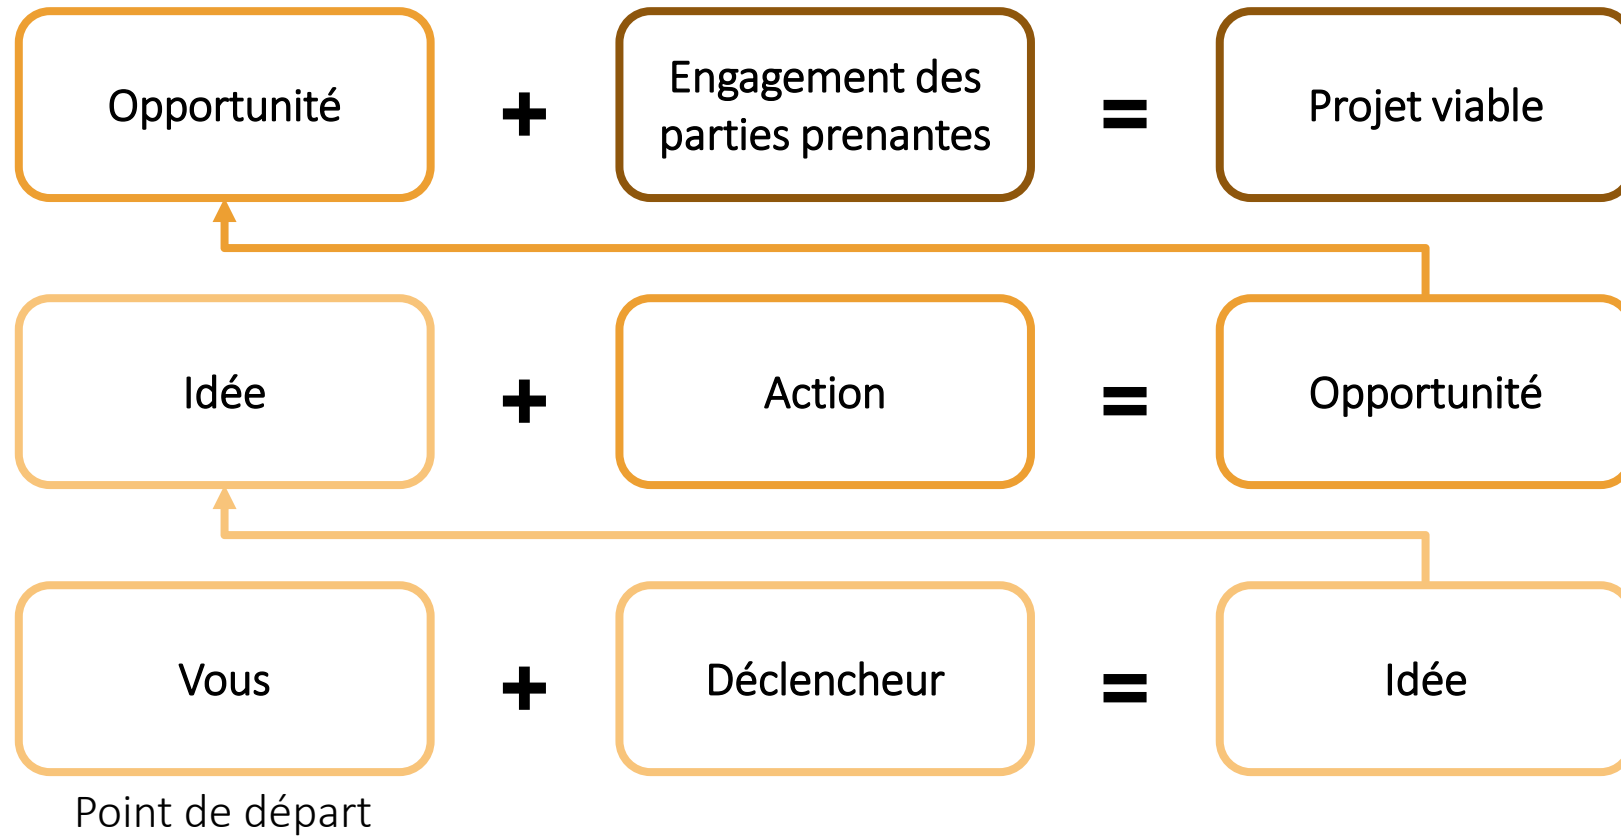 Opportunité
+
Engagement des
parties prenantes
=
Projet viable
Idée
+
Action
=
Opportunité
Vous
+
Déclencheur
=
Idée
Point de départ